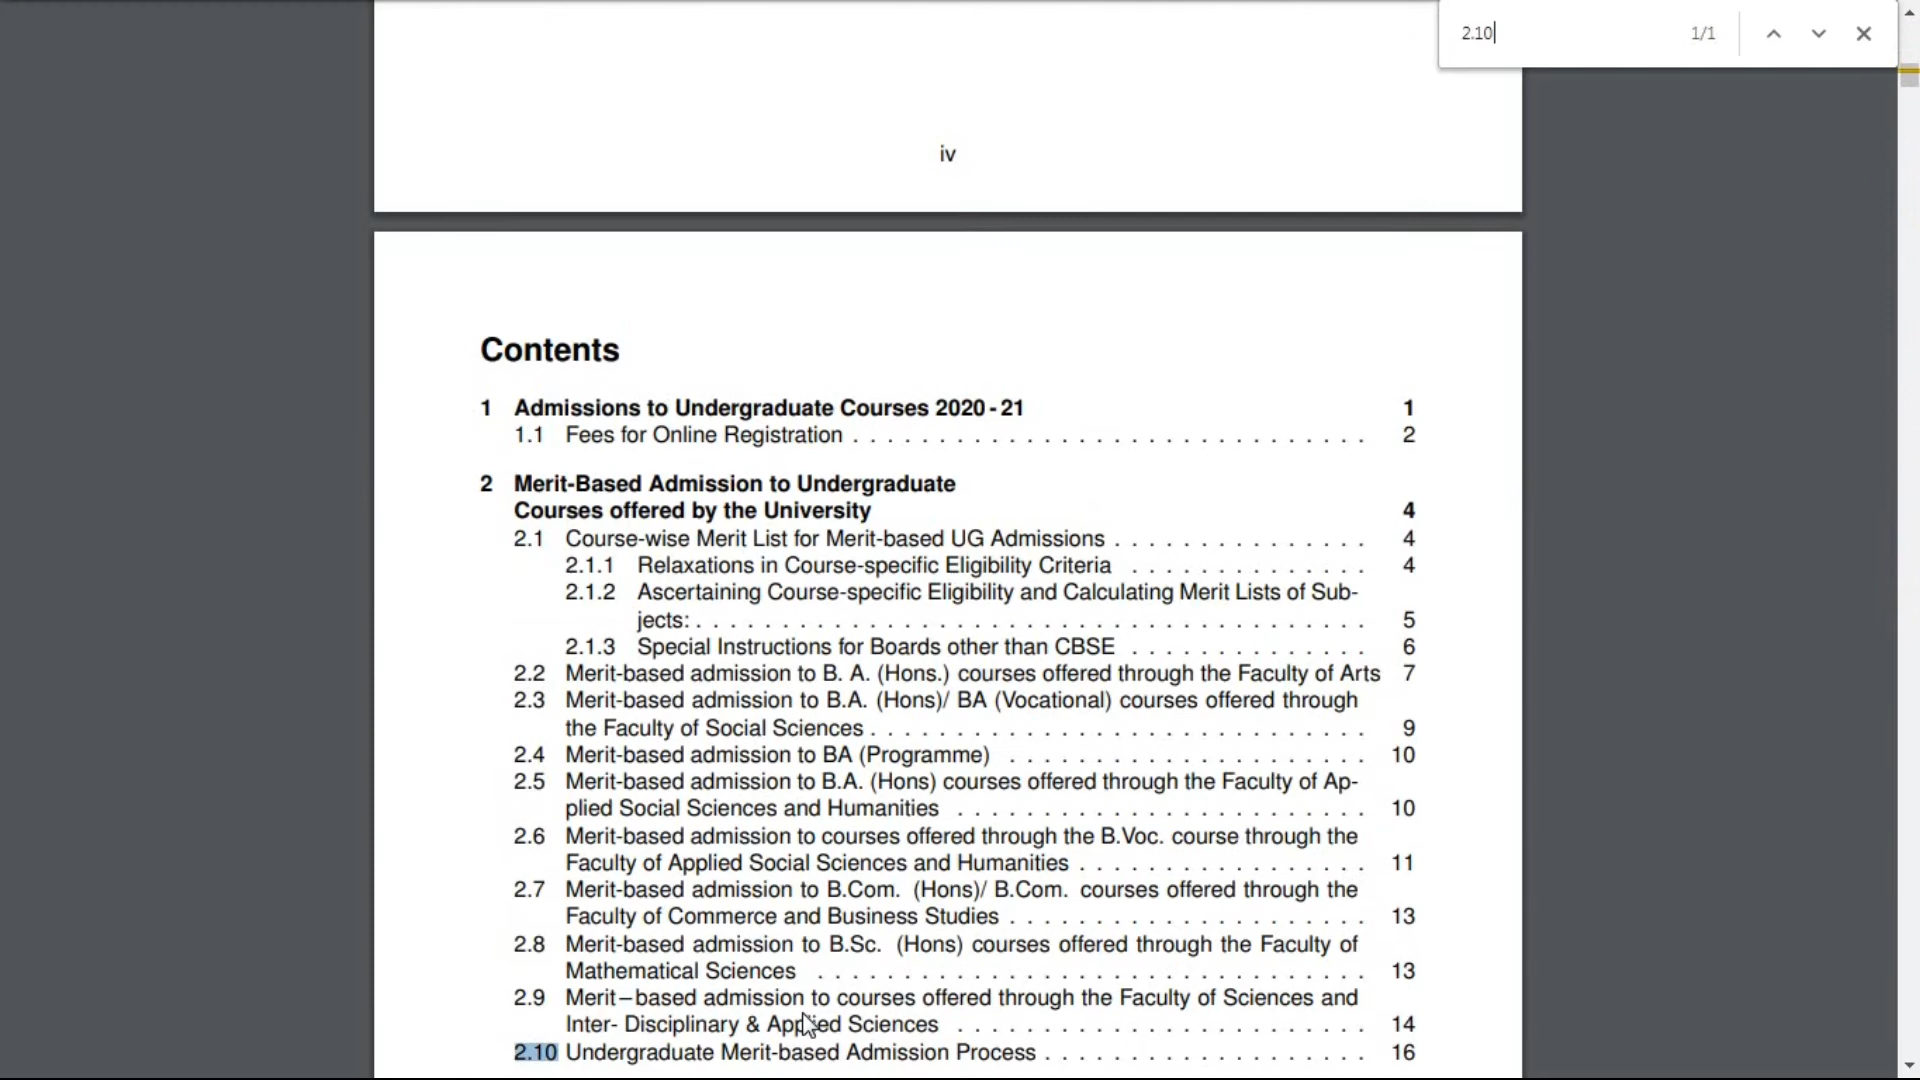 2.10 1/1
iv
Contents
1 Admissions to Undergraduate Courses 2020-21 1
1.1 Fees for Online Registration . . . . . . . . . . . . . . . . . . . . . . . . . . . . . . 2
2 Merit-Based Admission to Undergraduate
Courses offered by the University 4
2.1 Course-wise Merit List for Merit-based UG Admissions . . . . . . . . . . . . . . . 4
2.1.1 Relaxations in Course-specific Eligibility Criteria . . . . . . . . . . . . . . 4
2.1.2 Ascertaining Course-specific Eligibility and Calculating Merit Lists of Sub-
jects: . . . . . . . . . . . . . . . . . . . . . . . . . . . . . . . . . . . . . . . 5
2.1.3 Special Instructions for Boards other than CBSE . . . . . . . . . . . . . . 6
2.2 Merit-based admission to B. A. (Hons.) courses offered through the Faculty of Arts 7
2.3 Merit-based admission to B.A. (Hons)/ BA (Vocational) courses offered through
the Faculty of Social Sciences . . . . . . . . . . . . . . . . . . . . . . . . . . . . . 9
2.4 Merit-based admission to BA (Programme) . . . . . . . . . . . . . . . . . . . . . 10
2.5 Merit-based admission to B.A. (Hons) courses offered through the Faculty of Ap-
plied Social Sciences and Humanities . . . . . . . . . . . . . . . . . . . . . . . . 10
2.6 Merit-based admission to courses offered through the B.Voc. course through the
Faculty of Applied Social Sciences and Humanities . . . . . . . . . . . . . . . . . 11
2.7 Merit-based admission to B.Com. (Hons)/ B.Com. courses offered through the
Faculty of Commerce and Business Studies . . . . . . . . . . . . . . . . . . . . . 13
2.8 Merit-based admission to B.Sc. (Hons) courses offered through the Faculty of
Mathematical Sciences . . . . . . . . . . . . . . . . . . . . . . . . . . . . . . . . 13
2.9 Merit–based admission to courses offered through the Faculty of Sciences and
Inter- Disciplinary & Applied Sciences . . . . . . . . . . . . . . . . . . . . . . . . 14
2.10 Undergraduate Merit-based Admission Process . . . . . . . . . . . . . . . . . . . 16